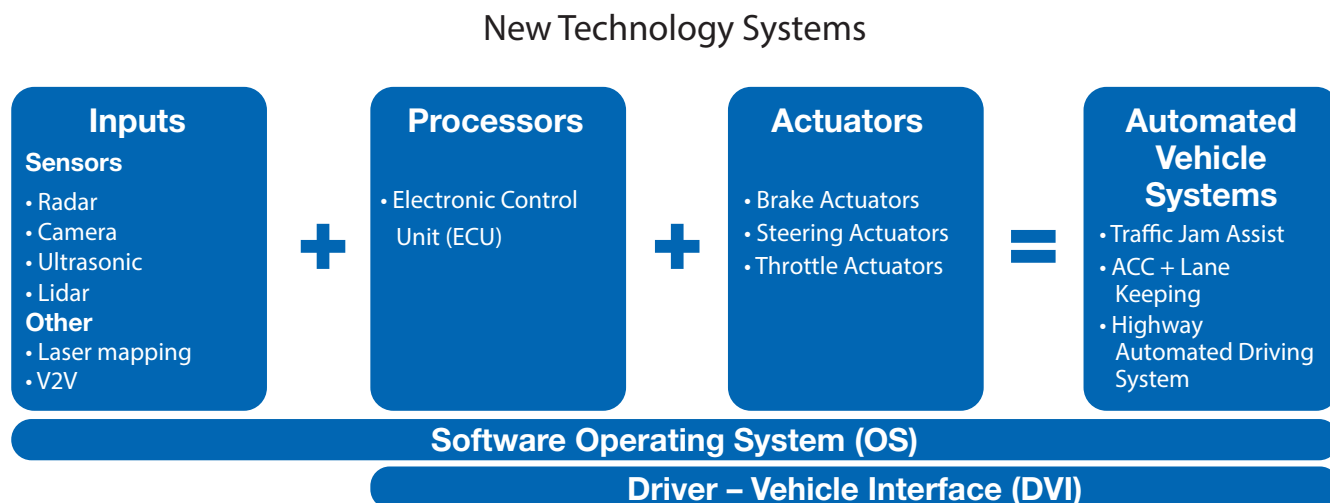 New Technology Systems
Inputs
Sensors
• Radar
• Camera
• Ultrasonic
• Lidar
Other
• Laser mapping
• V2V
+
Processors
• Electronic Control
Unit (ECU)
+
Actuators
• Brake Actuators
• Steering Actuators
• Throttle Actuators
=
Automated
Vehicle
Systems
• Traffic Jam Assist
• ACC + Lane
Keeping
• Highway
Automated Driving
System
Software Operating System (OS)
Driver – Vehicle Interface (DVI)